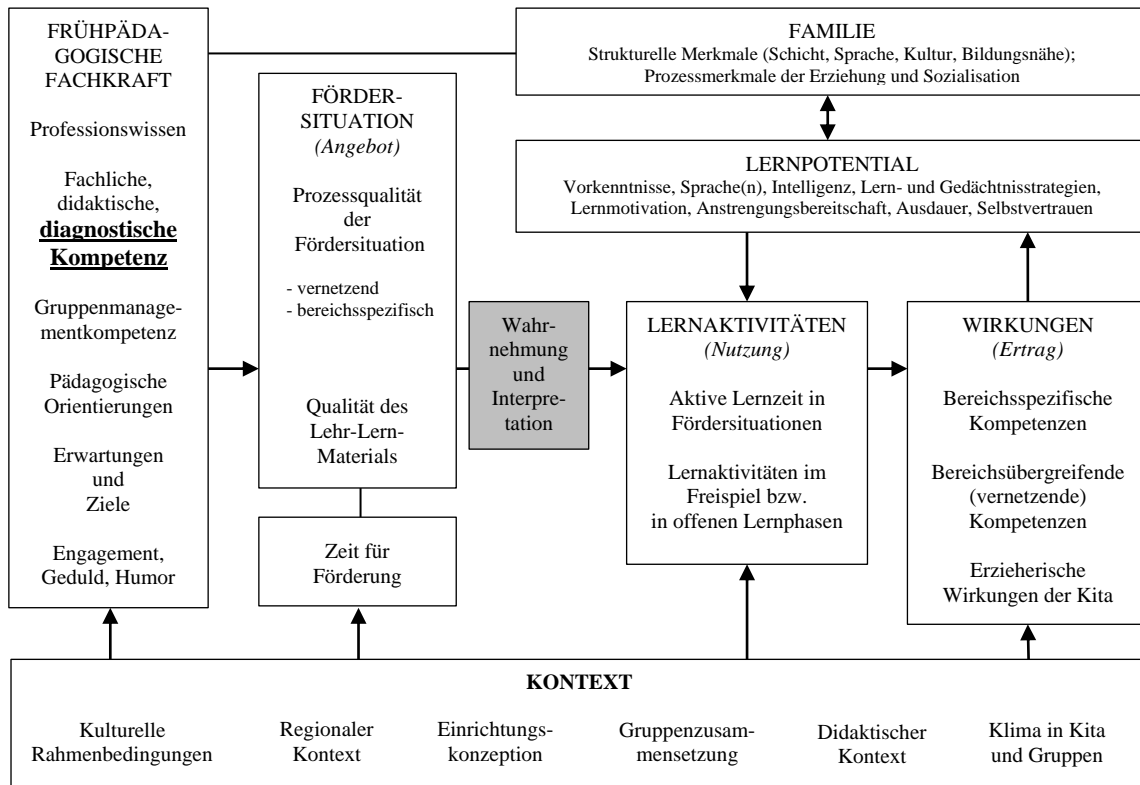 FRÜHPÄDA-
GOGISCHE
FACHKRAFT
Professionswissen
Fachliche,
didaktische,
diagnostische
Kompetenz
Gruppenmanage-
mentkompetenz
Pädagogische
Orientierungen
Erwartungen
und
Ziele
Engagement,
Geduld, Humor
FÖRDER-
SITUATION
(Angebot)
Prozessqualität
der
Fördersituation
- vernetzend
- bereichsspezifisch
Qualität des
Lehr-Lern-
Materials
Zeit für
Förderung
Wahr-
nehmung
und
Interpre-
tation
FAMILIE
Strukturelle Merkmale (Schicht, Sprache, Kultur, Bildungsnähe);
Prozessmerkmale der Erziehung und Sozialisation
LERNPOTENTIAL
Vorkenntnisse, Sprache(n), Intelligenz, Lern- und Gedächtnisstrategien,
Lernmotivation, Anstrengungsbereitschaft, Ausdauer, Selbstvertrauen
LERNAKTIVITÄTEN
(Nutzung)
Aktive Lernzeit in
Fördersituationen
Lernaktivitäten im
Freispiel bzw.
in offenen Lernphasen
WIRKUNGEN
(Ertrag)
Bereichsspezifische
Kompetenzen
Bereichsübergreifende
(vernetzende)
Kompetenzen
Erzieherische
Wirkungen der Kita
KONTEXT
Kulturelle
Rahmenbedingungen
Regionaler
Kontext
Einrichtungs-
konzeption
Gruppenzusam-
mensetzung
Didaktischer
Kontext
Klima in Kita
und Gruppen